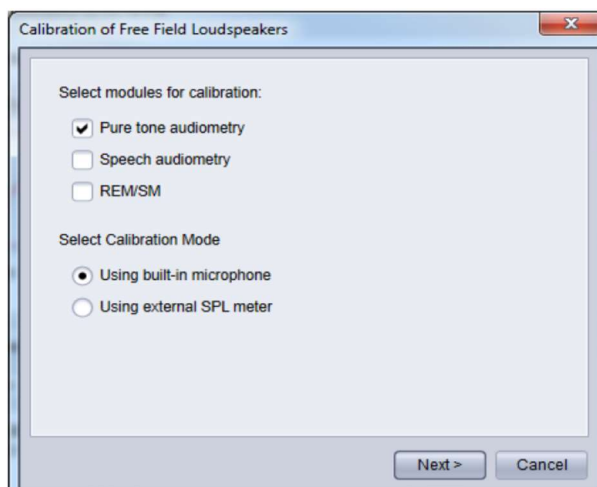 Calibration of Free Field Loudspeakers
Select modules for calibration:
Pure tone audiometry
Speech audiometry
REM/SM
Select Calibration Mode
Using built-in microphone
Using external SPL meter
Next > Cancel